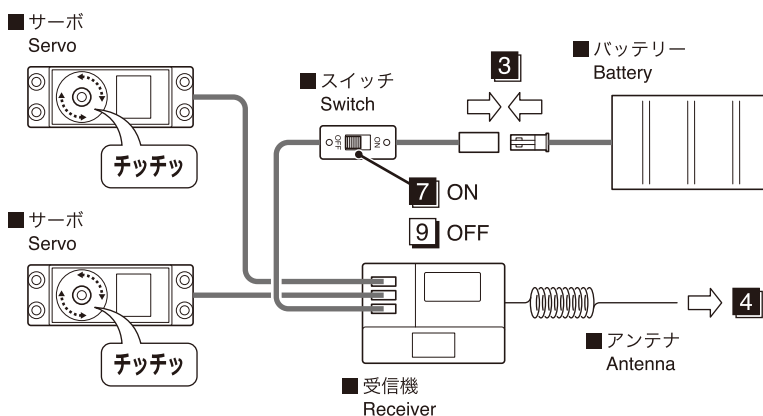 ■サーボ
Servo
チッチッ
■スイッチ
Switch
OFF
ON
3
■バッテリー
Battery
7 ON
9 OFF
■サーボ
Servo
チッチッ
4
■アンテナ
Antenna
■受信機
Receiver